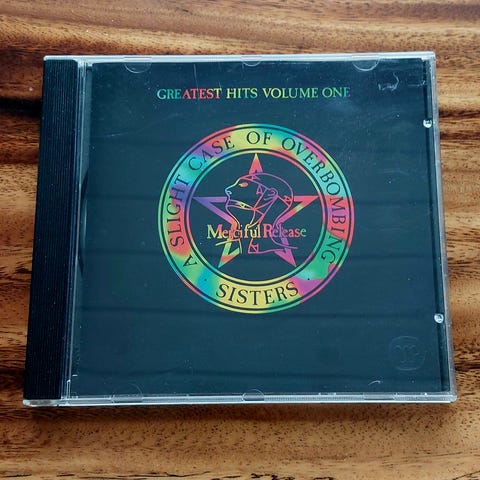 GREATEST HITS VOLUME ONE
A SLIGHT CASE OF OVERBOMBING
Merciful Release
SISTERS